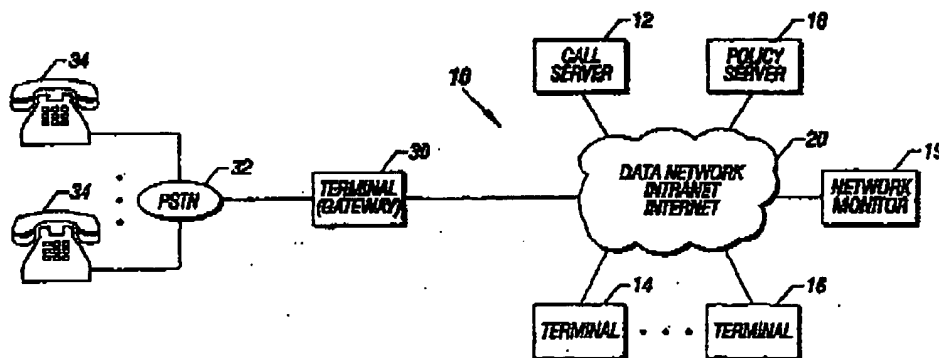 34
34
PSTN
32
TERMINAL
(GATEWAY)
30
10
12
CALL
SERVER
18
POLICY
SERVER
20
DATA NETWORK
INTRANET
INTERNET
19
NETWORK
MONITOR
14
TERMINAL
16
TERMINAL